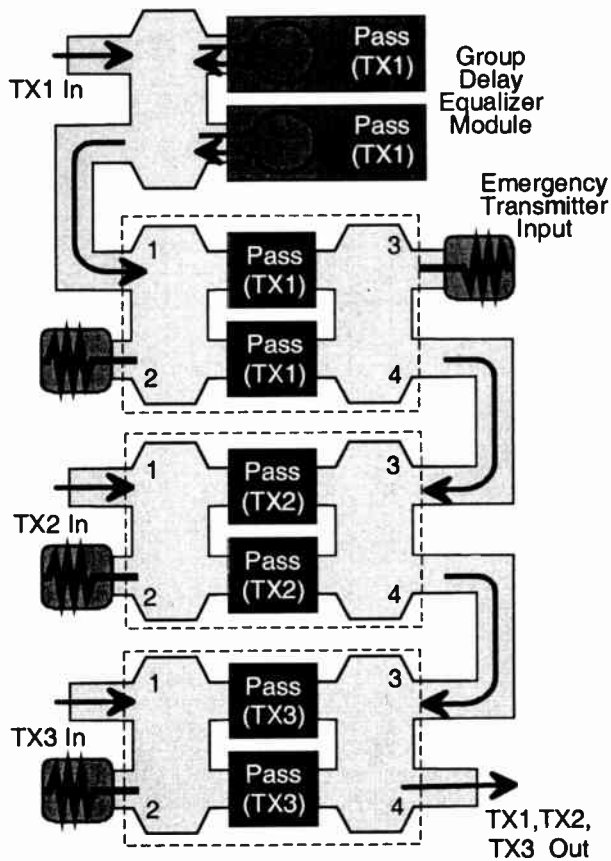 TX1 In
Pass
(TX1)
Pass
(TX1)
Group
Delay
Equalizer
Module
Emergency
Transmitter
Input
1
Pass
(TX1)
3
2
Pass
(TX1)
4
1
Pass
(TX2)
3
TX2 In
2
Pass
(TX2)
4
1
Pass
(TX3)
3
TX3 In
2
Pass
(TX3)
4
TX1,TX2,
TX3 Out